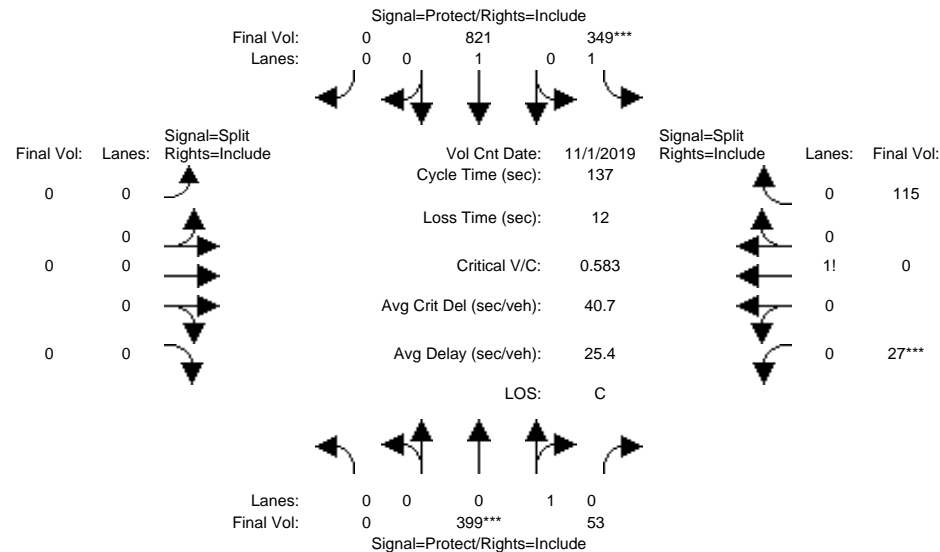 Signal=Protect/Rights=Include
Final Vol: 0 821 349***
Lanes: 0 0 1 0 1
Signal=Split Signal=Split
Final Vol: Lanes: Rights=Include Vol Cnt Date: 11/1/2019 Rights=Include Lanes: Final Vol:
Cycle Time (sec): 137
0 0 0 115
Loss Time (sec): 12
0 0
0 0 Critical V/C: 0.583 1! 0
0 Avg Crit Del (sec/veh): 40.7 0
0 0 Avg Delay (sec/veh): 25.4 0 27***
LOS: C
Lanes: 0 0 0 1 0
Final Vol: 0 399*** 53
Signal=Protect/Rights=Include